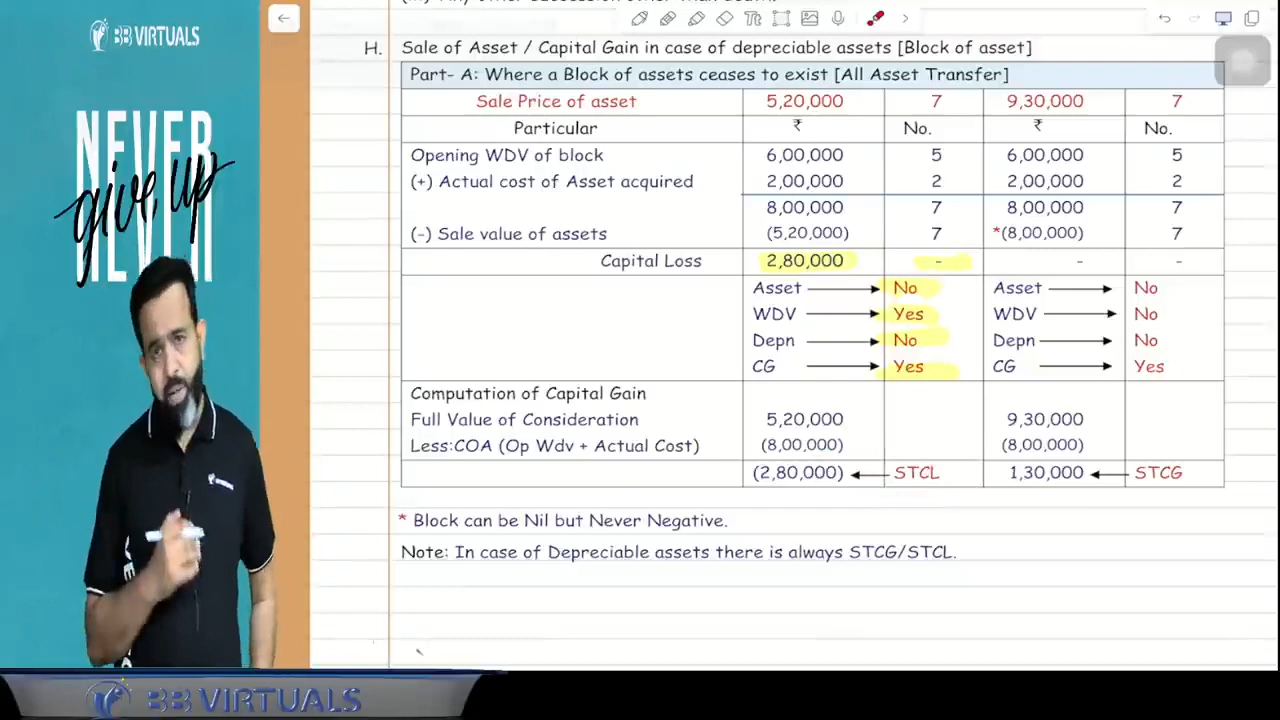 BB VIRTUALS
NEVER
give up
NEVER
H. Sale of Asset / Capital Gain in case of depreciable assets [Block of asset]
Part- A: Where a Block of assets ceases to exist [All Asset Transfer]
Sale Price of asset 5,20,000 7 9,30,000 7
Particular ₹ No. ₹ No.
Opening WDV of block 6,00,000 5 6,00,000 5
(+) Actual cost of Asset acquired 2,00,000 2 2,00,000 2
8,00,000 7 8,00,000 7
(-) Sale value of assets (5,20,000) 7 *(8,00,000) 7
Capital Loss 2,80,000 - - -
Asset → No Asset → No
WDV → Yes WDV → No
Depn → No Depn → No
CG → Yes CG → Yes
Computation of Capital Gain
Full Value of Consideration 5,20,000 9,30,000
Less:COA (Op Wdv + Actual Cost) (8,00,000) (8,00,000)
(2,80,000) ← STCL 1,30,000 ← STCG
* Block can be Nil but Never Negative.
Note: In case of Depreciable assets there is always STCG/STCL.
BB VIRTUALS